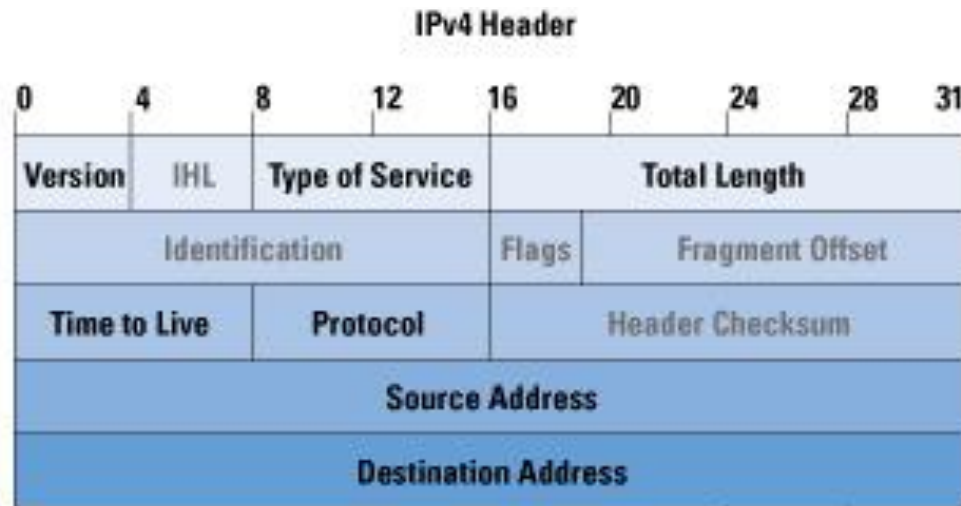 IPv4 Header
0 4 8 12 16 20 24 28 31
Version IHL Type of Service Total Length
Identification Flags Fragment Offset
Time to Live Protocol Header Checksum
Source Address
Destination Address